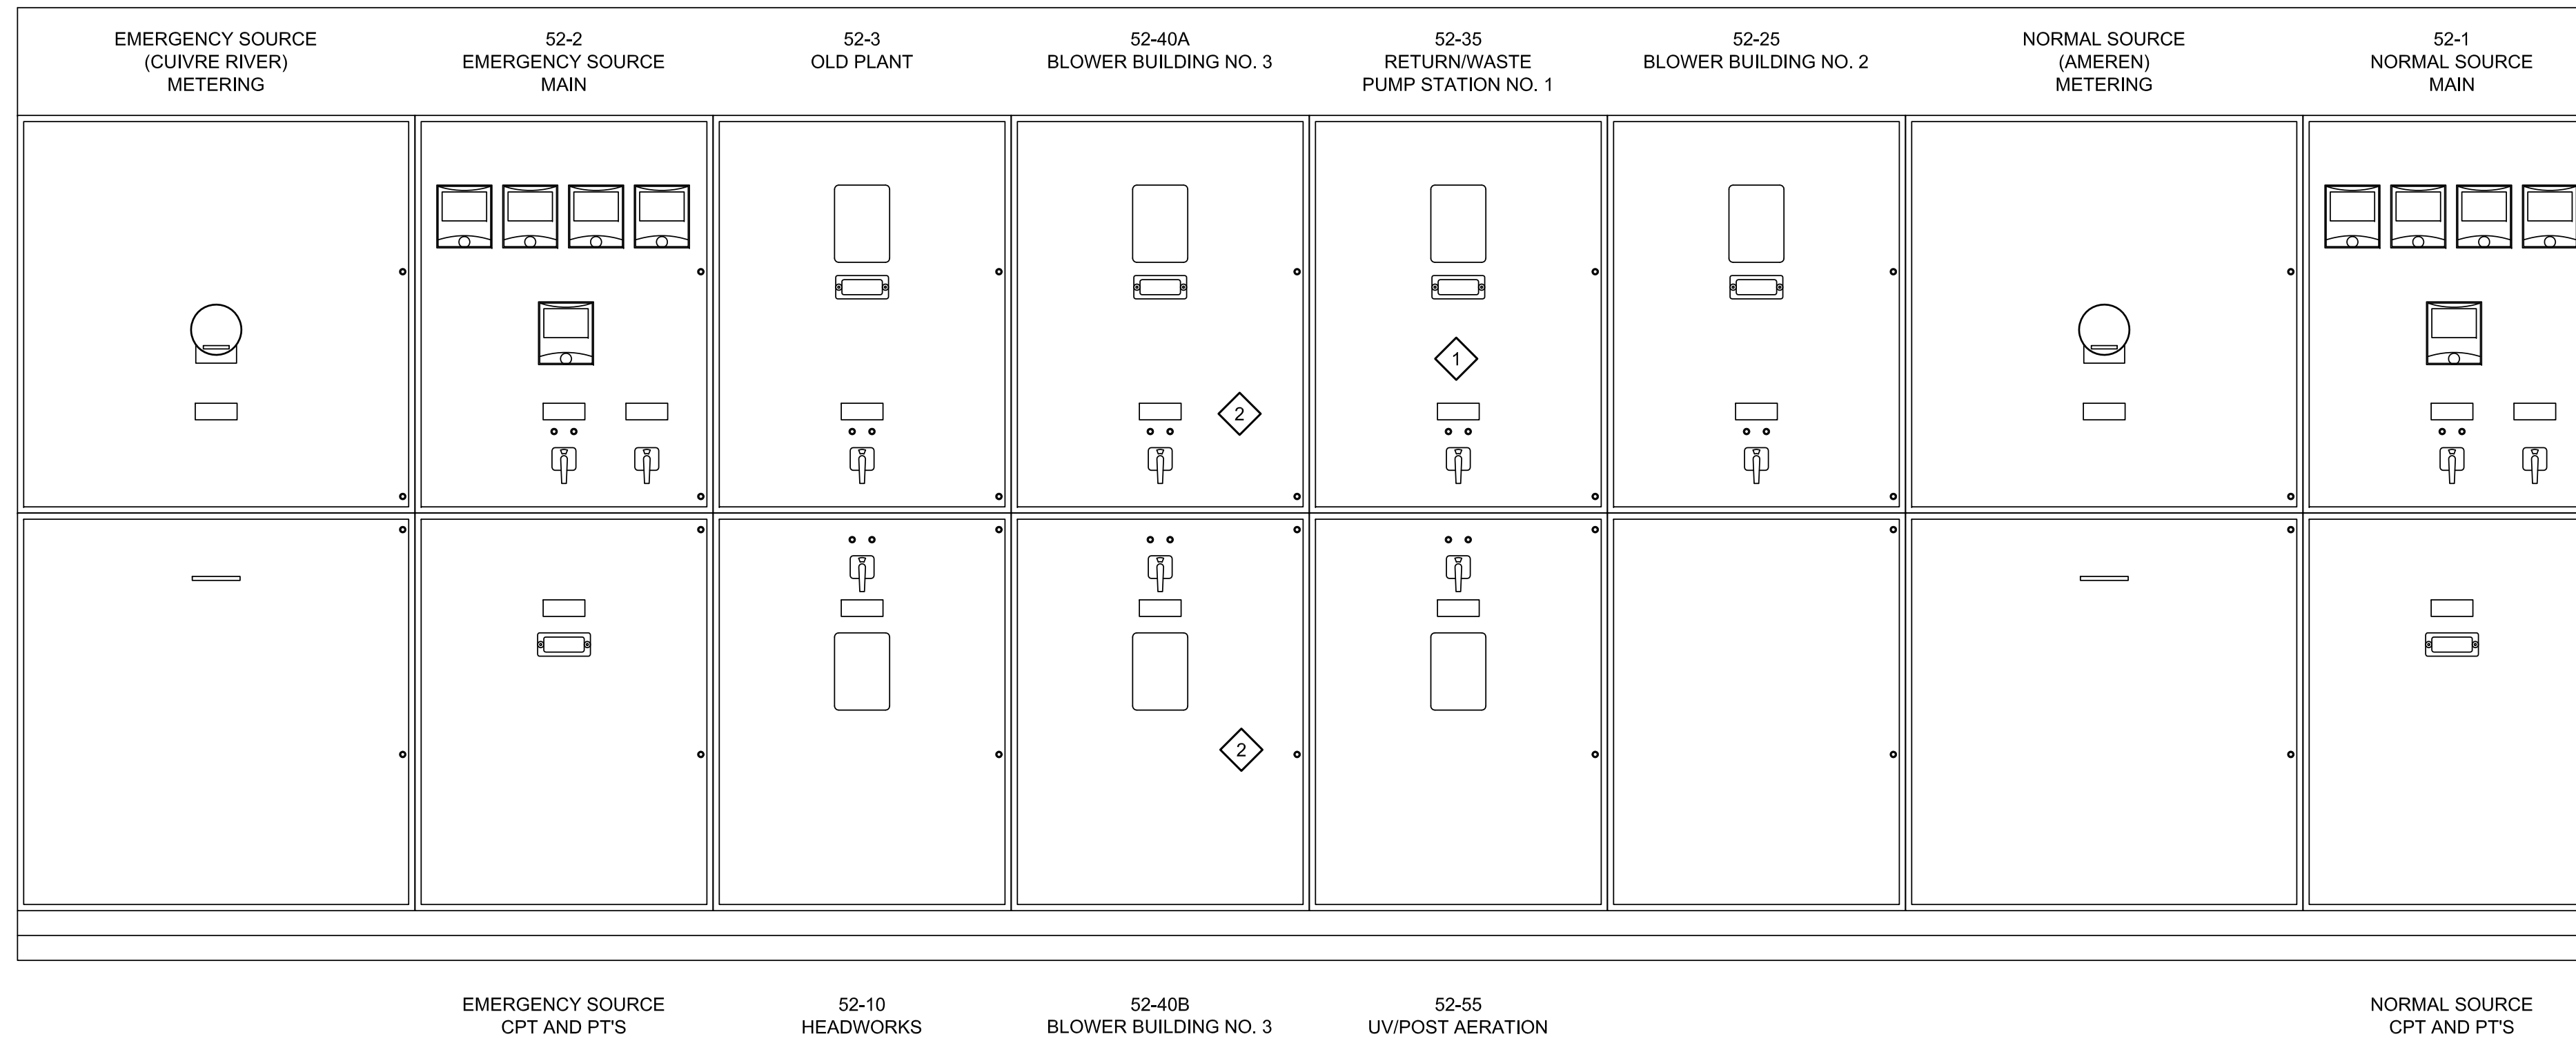 EMERGENCY SOURCE
(CUIVRE RIVER)
METERING
52-2
EMERGENCY SOURCE
MAIN
52-3
OLD PLANT
52-40A
BLOWER BUILDING NO. 3
52-35
RETURN/WASTE
PUMP STATION NO. 1
52-25
BLOWER BUILDING NO. 2
NORMAL SOURCE
(AMEREN)
METERING
52-1
NORMAL SOURCE
MAIN
1
2
2
EMERGENCY SOURCE
CPT AND PT'S
52-10
HEADWORKS
52-40B
BLOWER BUILDING NO. 3
52-55
UV/POST AERATION
NORMAL SOURCE
CPT AND PT'S